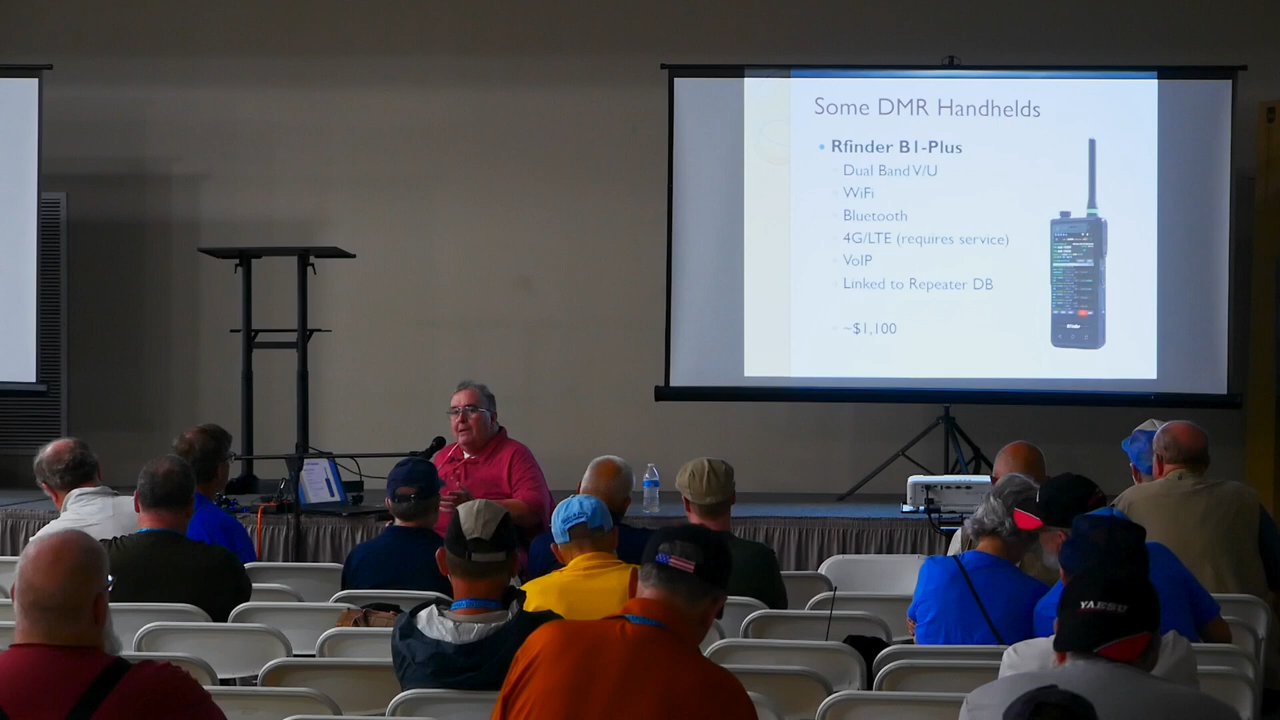 Some DMR Handhelds
Rfinder B1-Plus
Dual Band V/U
WiFi
Bluetooth
4G/LTE (requires service)
VoIP
Linked to Repeater DB
~$1,100
RFinder
YAESU